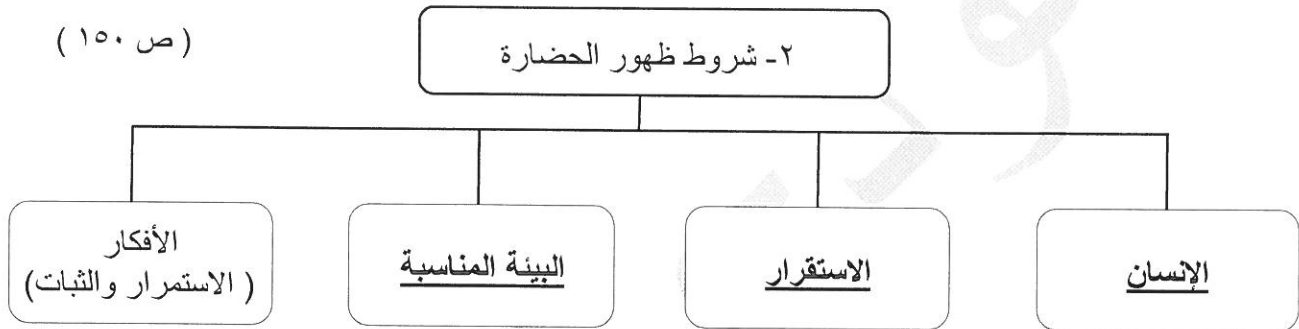 ٢- شروط ظهور الحضارة
( ص ١٥٠ )
الإنسان
الاستقرار
البيئة المناسبة
الأفكار
( الاستمرار والثبات)